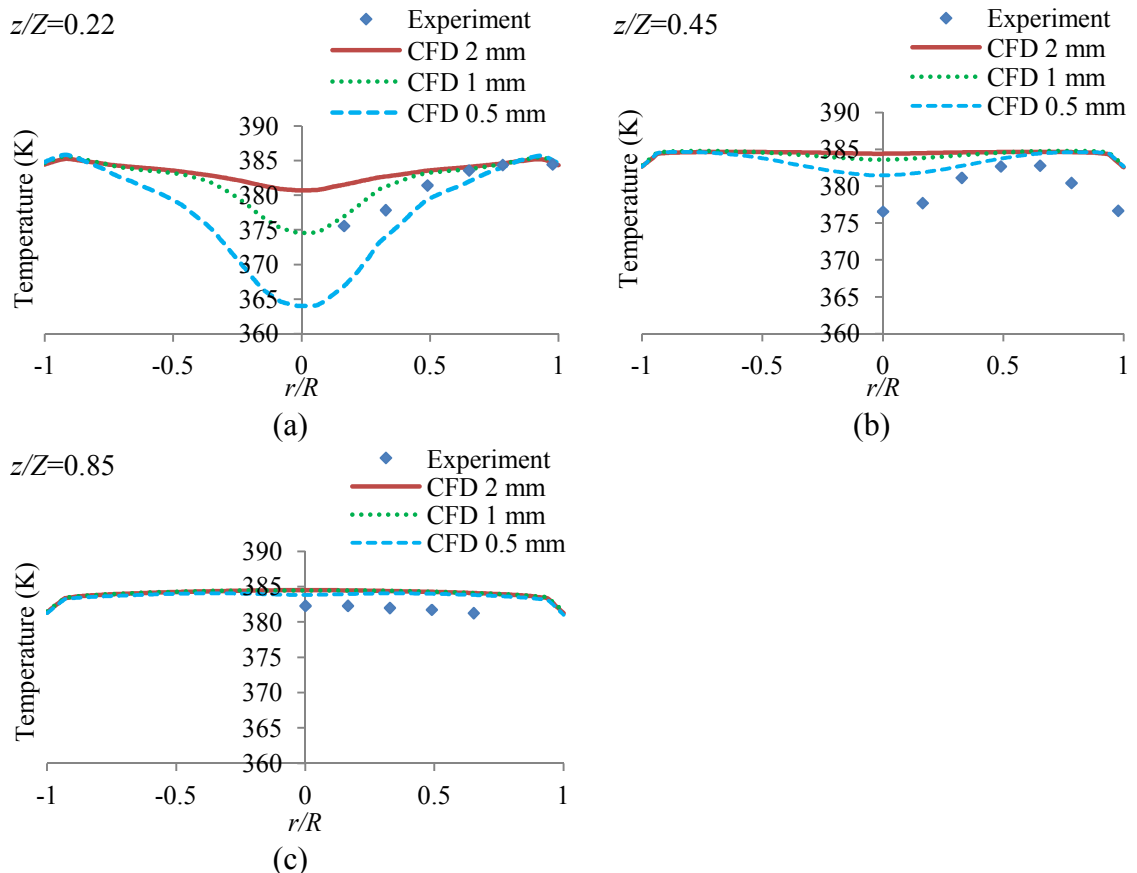 z/Z=0.22
Experiment
CFD 2 mm
CFD 1 mm
CFD 0.5 mm
Temperature (K)
390
385
380
375
370
365
360
-1
-0.5
0
0.5
1
r/R
(a)
z/Z=0.45
Experiment
CFD 2 mm
CFD 1 mm
CFD 0.5 mm
Temperature (K)
390
385
380
375
370
365
360
-1
-0.5
0
0.5
1
r/R
(b)
z/Z=0.85
Experiment
CFD 2 mm
CFD 1 mm
CFD 0.5 mm
Temperature (K)
390
385
380
375
370
365
360
-1
-0.5
0
0.5
1
r/R
(c)